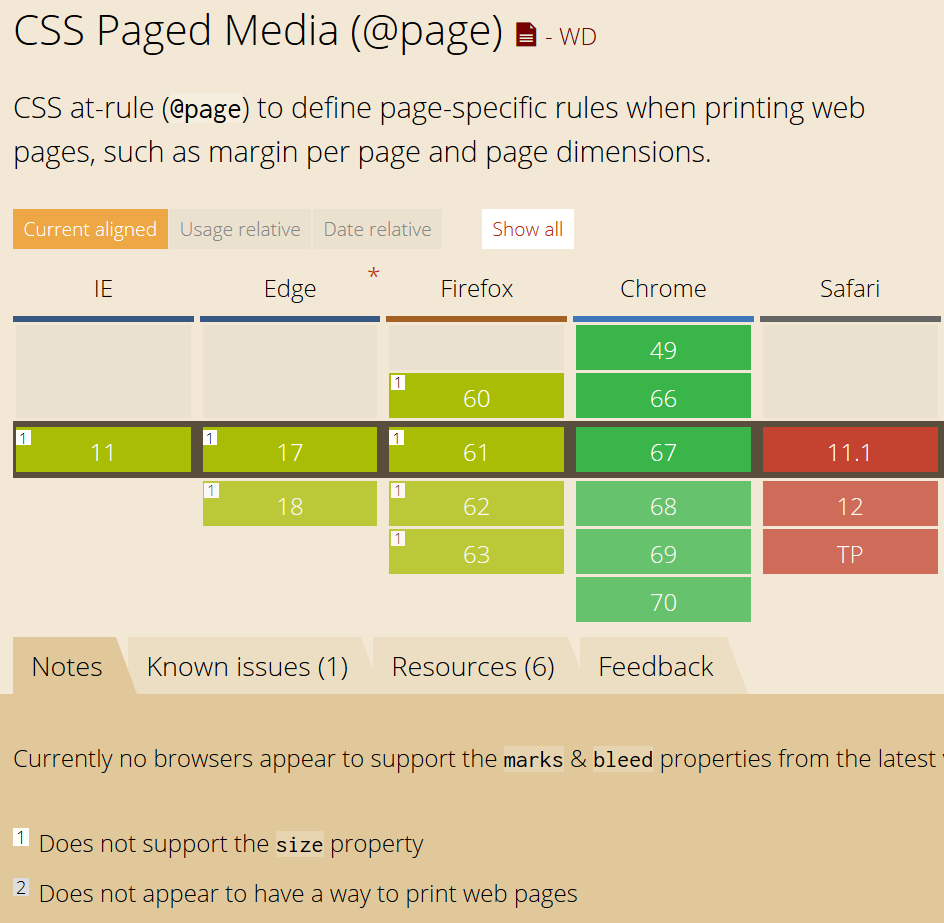 CSS Paged Media (@page) - WD
CSS at-rule (@page) to define page-specific rules when printing web
pages, such as margin per page and page dimensions.
Current aligned Usage relative Date relative Show all
IE Edge * Firefox Chrome Safari
49
1 60 66
1 11 1 17 1 61 67 11.1
1 18 1 62 68 12
1 63 69 TP
70
Notes Known issues (1) Resources (6) Feedback
Currently no browsers appear to support the marks & bleed properties from the latest
1 Does not support the size property
2 Does not appear to have a way to print web pages